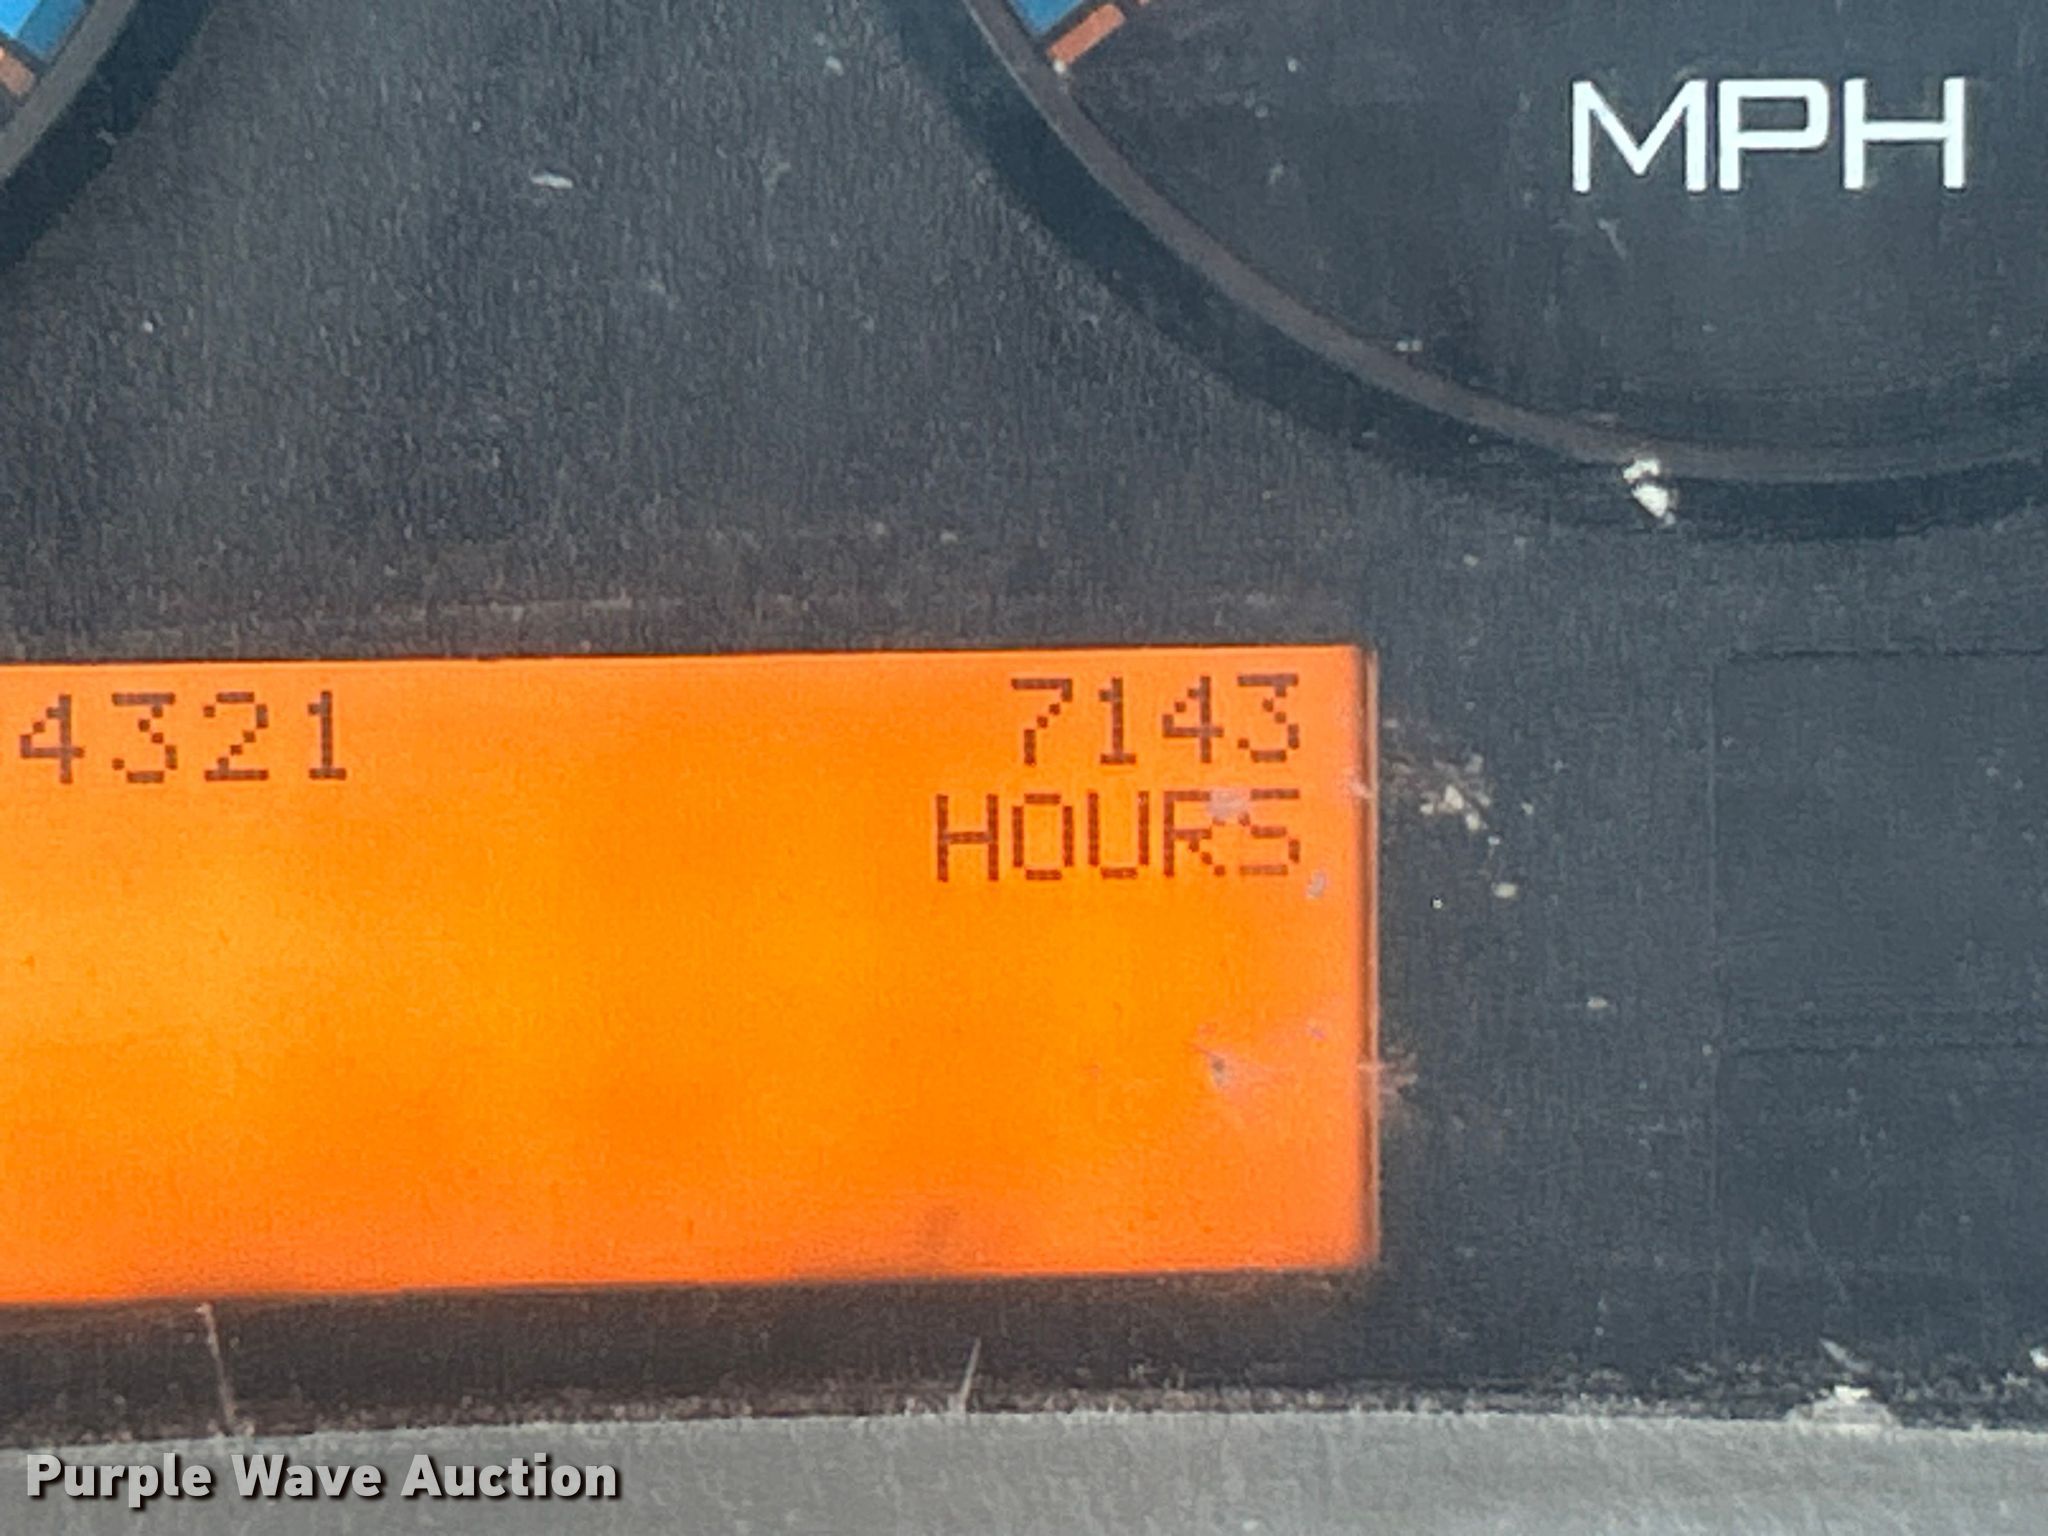 MPH
4321 7143
HOURS
Purple Wave Auction